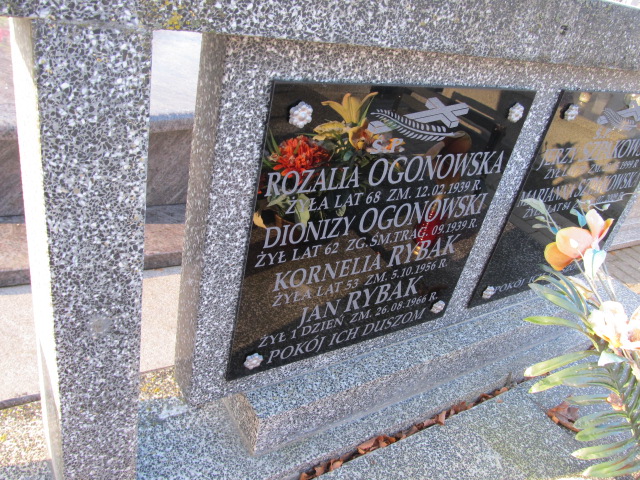 ROZALIA OGONOWSKA
ŻYŁA LAT 68 ZM. 12.02.1939 R.
DIONIZY OGONOWSKI
ŻYŁ LAT 62 ZG. ŚM. TRAG. 09.1939 R.
KORNELIA RYBAK
ŻYŁA LAT 53 ZM. 5.10.1956 R.
JAN RYBAK
ŻYŁ 1 DZIEŃ ZM. 26.08.1966 R.
POKÓJ ICH DUSZOM
POKÓJ